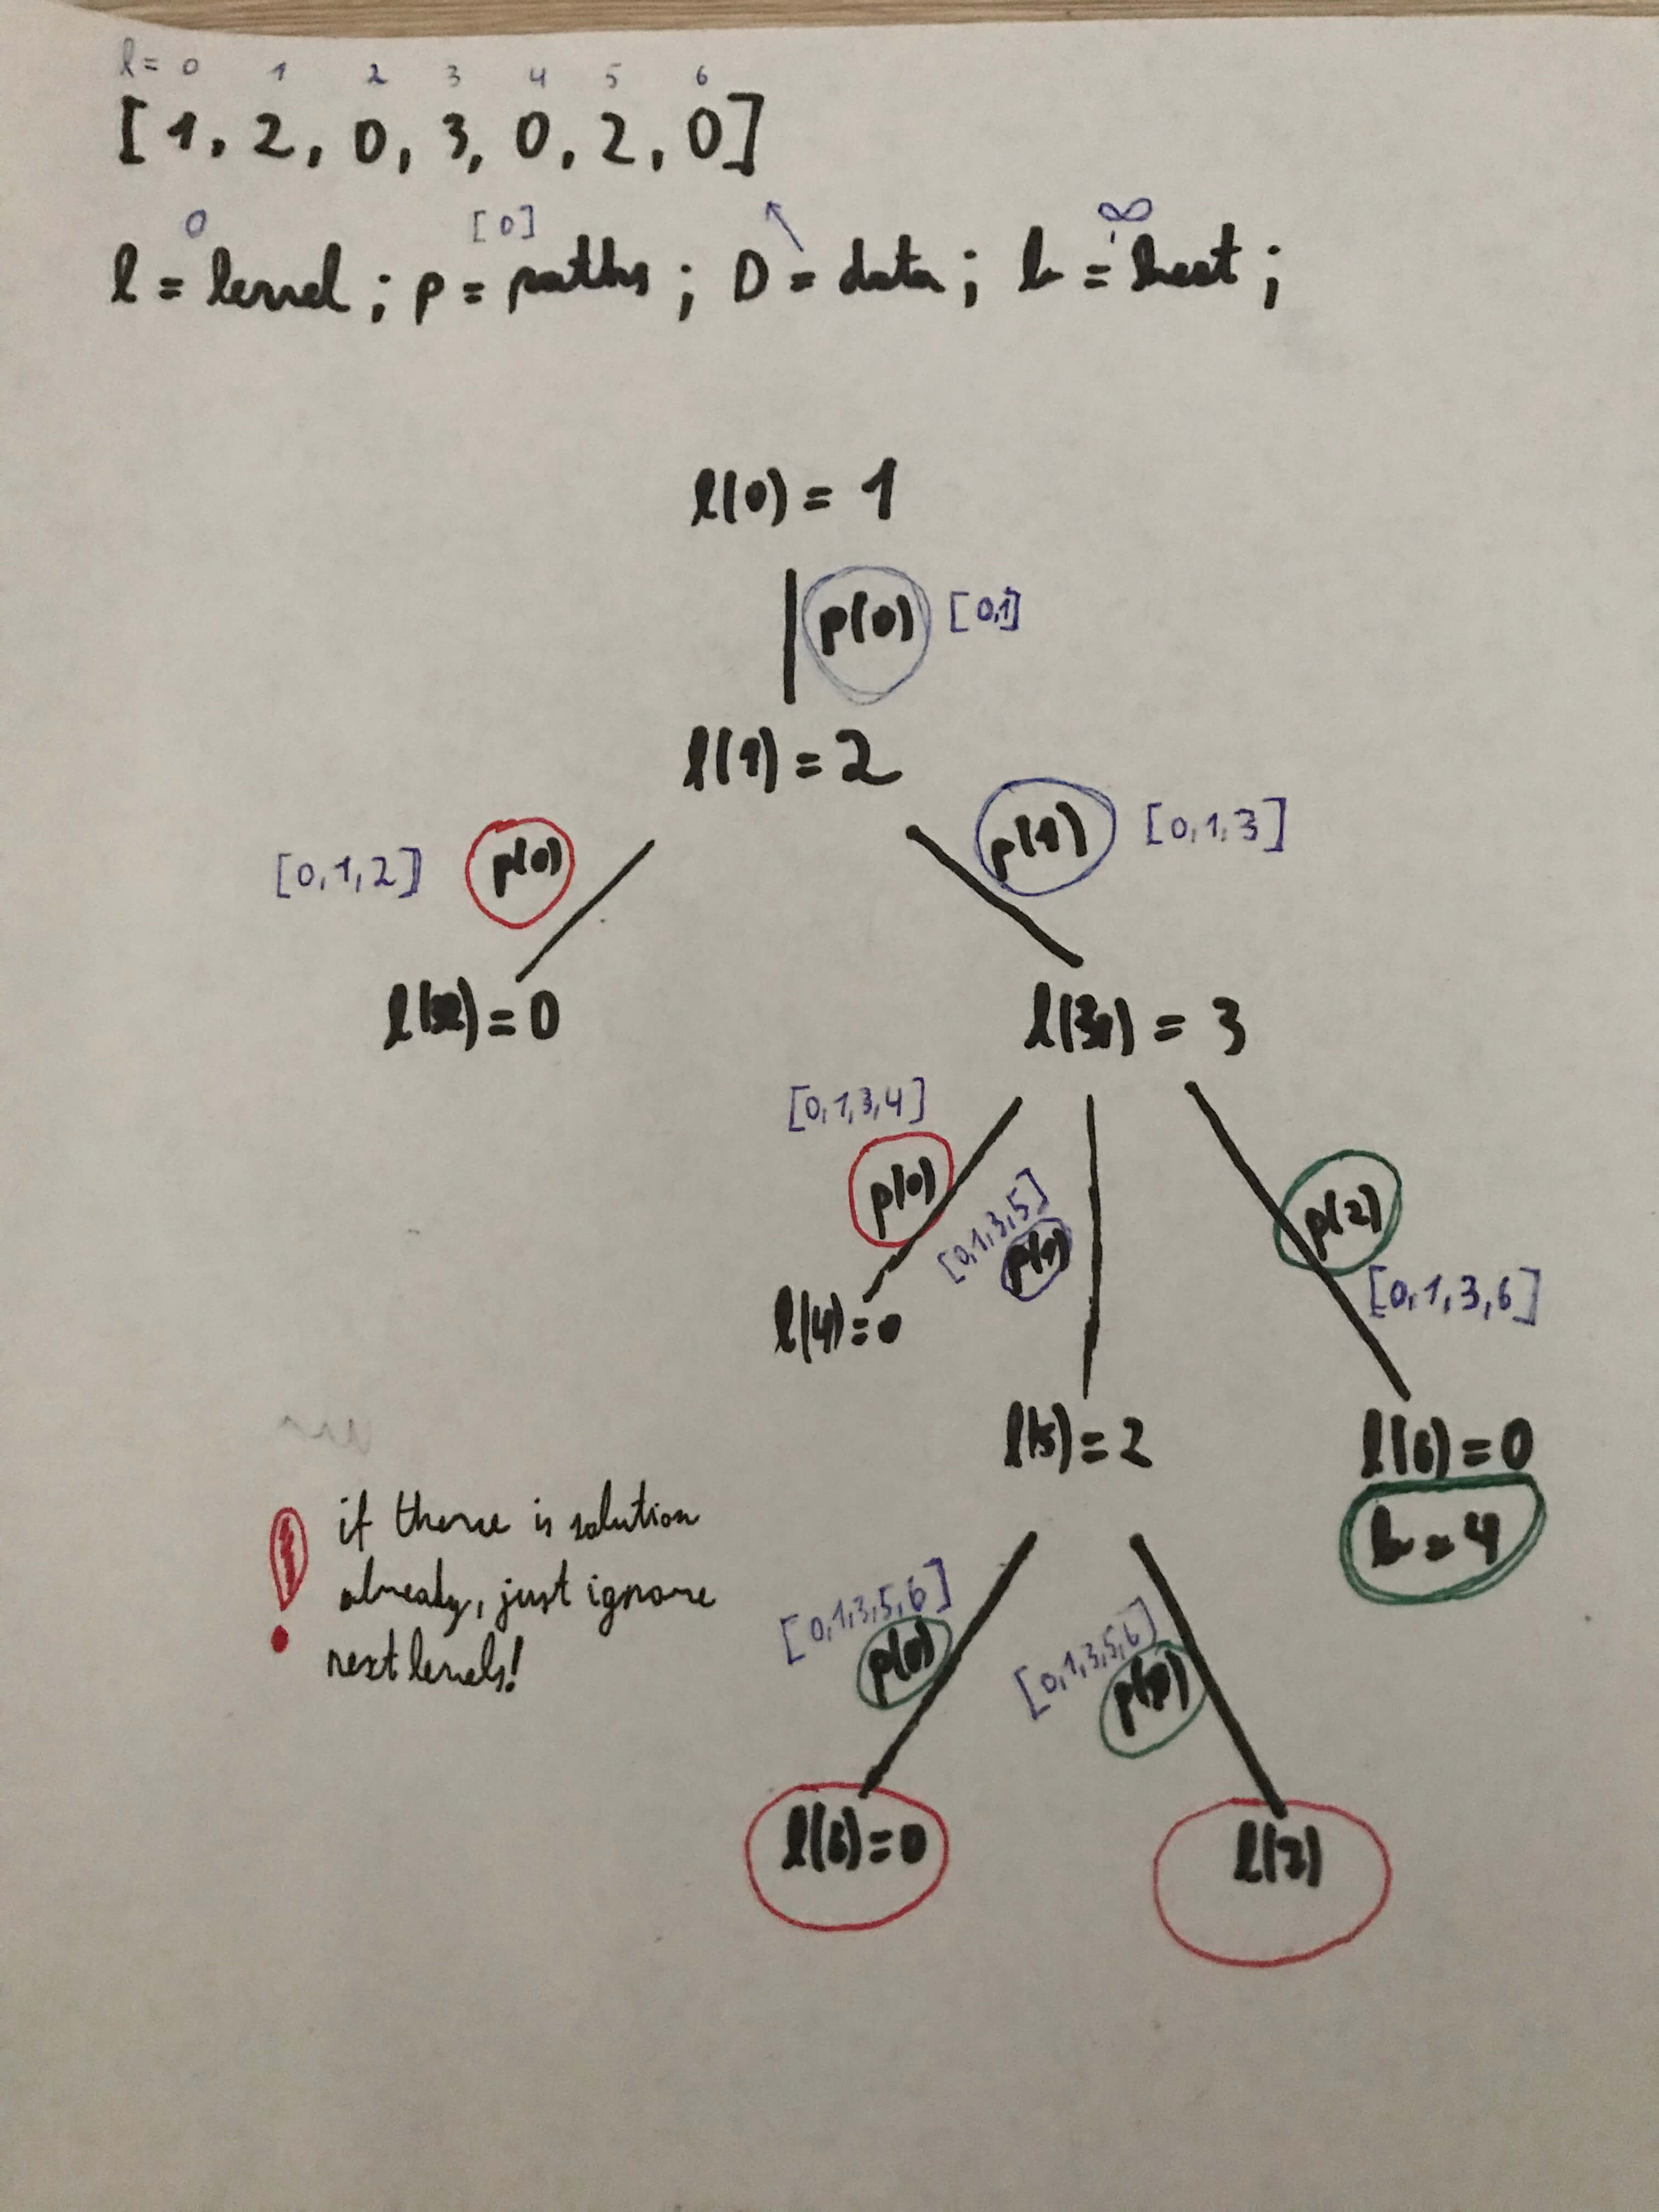 l= 0 1 2 3 4 5 6
[1, 2, 0, 3, 0, 2, 0]
0 [0] ∞
l = level; p = paths; D = data; b = best;
l(0) = 1
p(0) [0,1]
l(1) = 2
[0,1,2] p(0) p(1) [0,1,3]
l(2) = 0 l(3) = 3
[0,1,3,4]
p(0) [0,1,3,5] p(1) p(2)
[0,1,3,6]
l(4) = 0
l(5) = 2 l(6) = 0
b = 4
! if there is solution
already, just ignore
next levels!
[0,1,3,5,6] p(0) [0,1,3,5,6]
l(6) = 0 l(7)